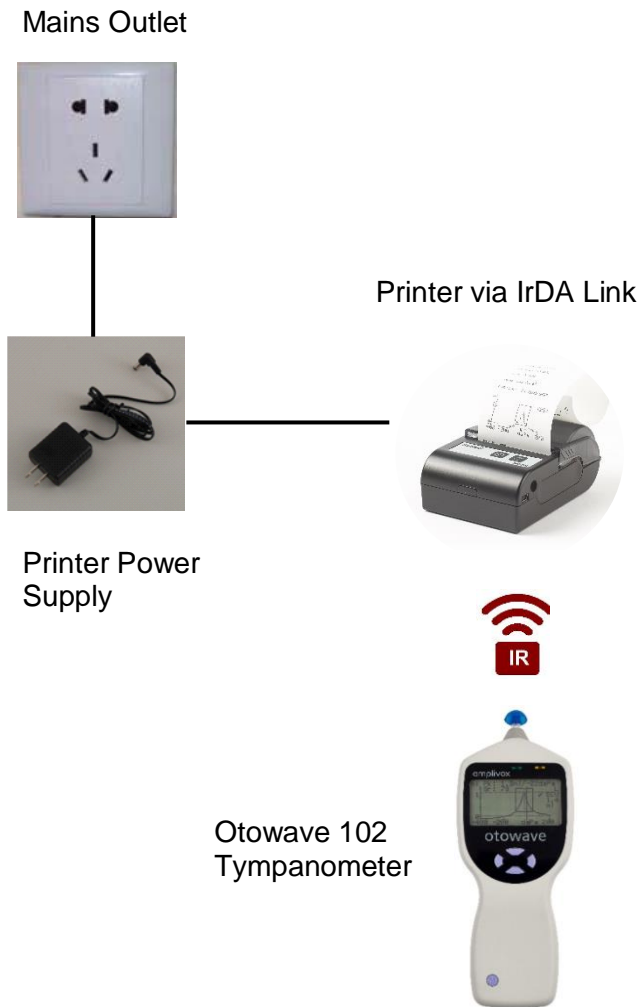 Mains Outlet
Printer via IrDA Link
Printer Power
Supply
IR
amplivox
otowave
Otowave 102
Tympanometer